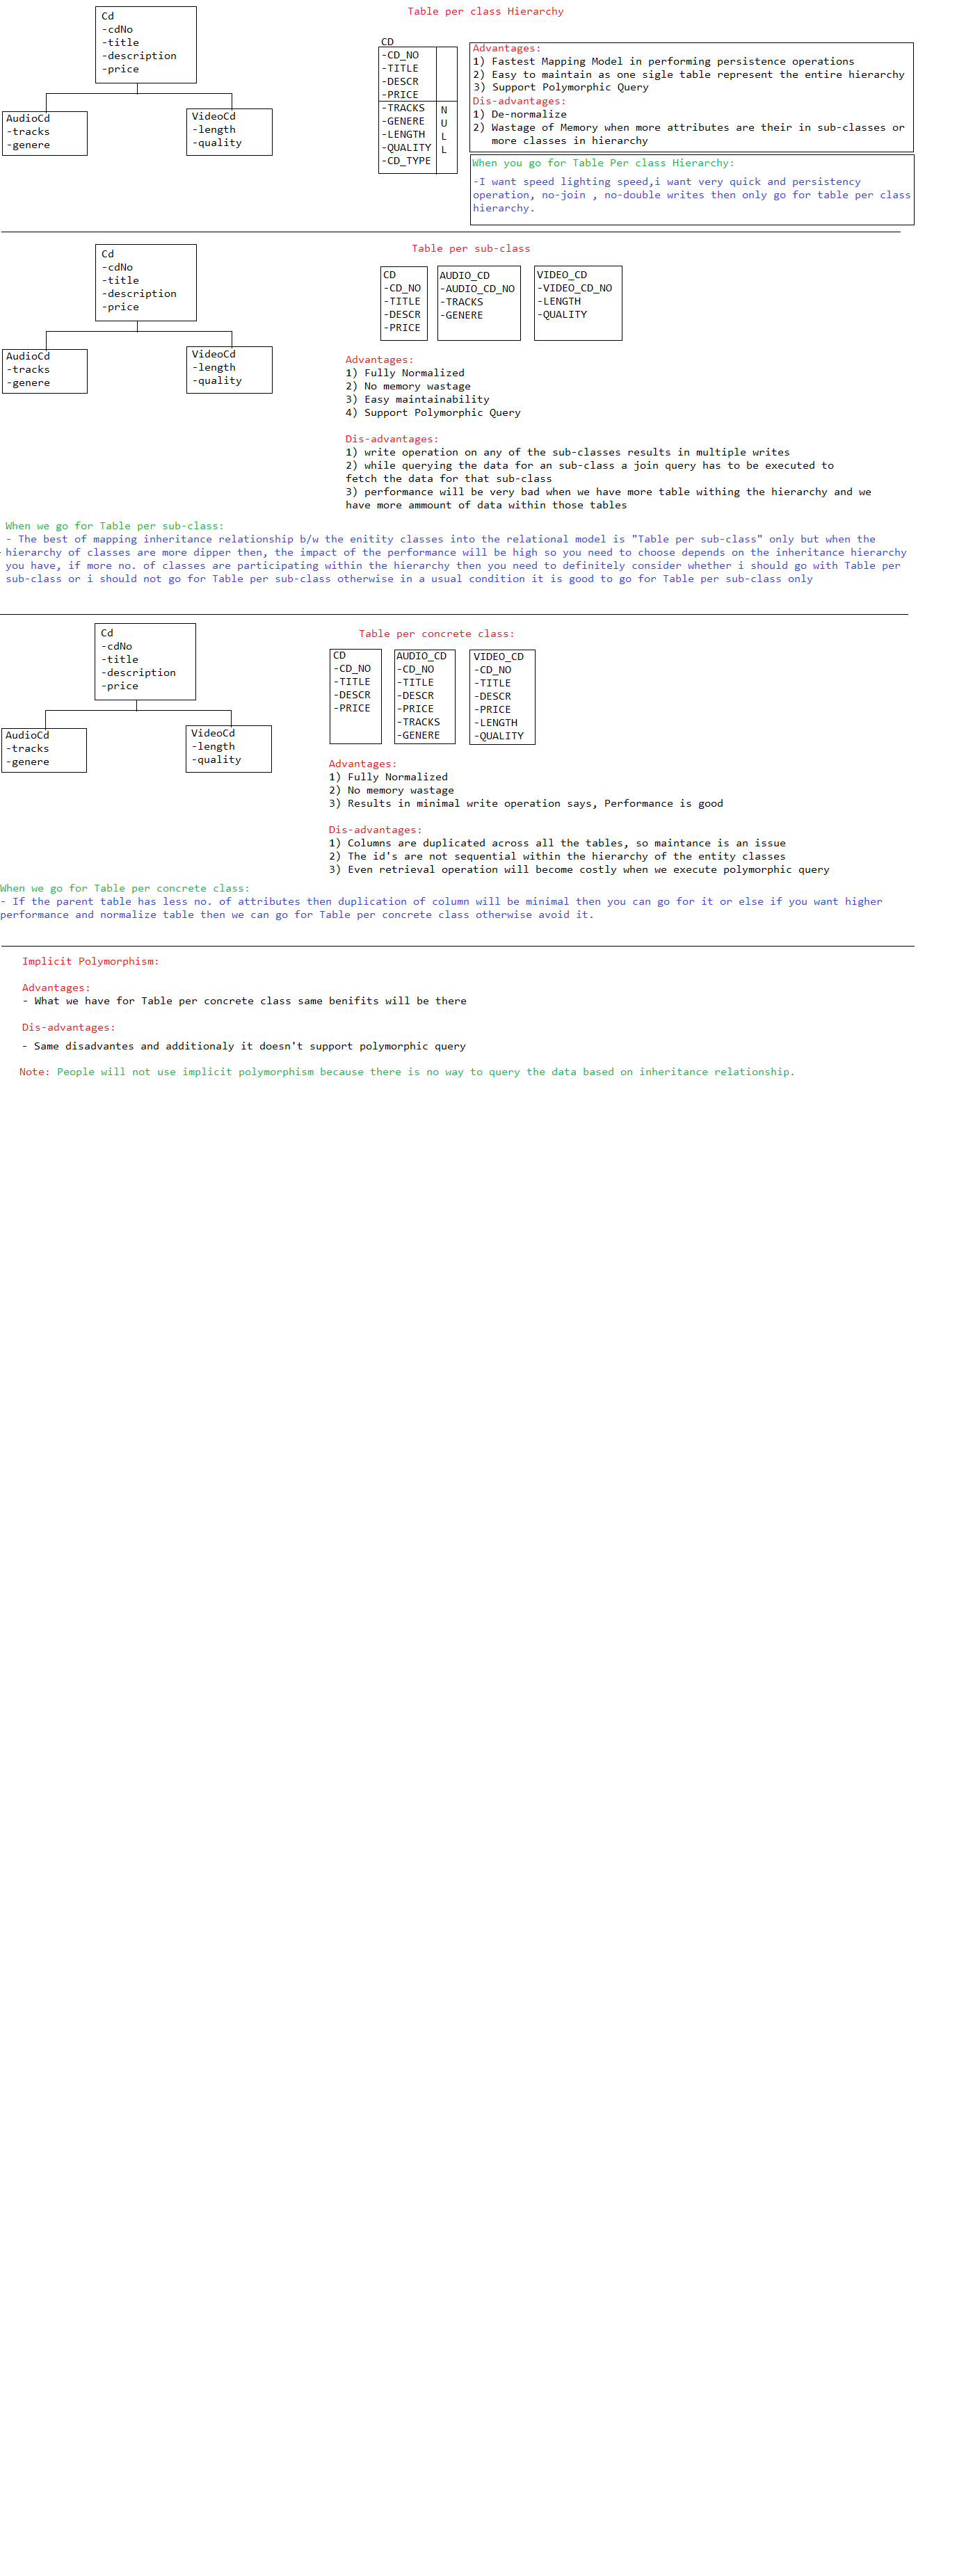 Table per class Hierarchy
Cd
-cdNo
-title
-description
-price
AudioCd
-tracks
-genere
VideoCd
-length
-quality
CD
-CD_NO
-TITLE
-DESCR
-PRICE
-TRACKS
-GENERE
-LENGTH
-QUALITY
-CD_TYPE
N
U
L
L
Advantages:
1) Fastest Mapping Model in performing persistence operations
2) Easy to maintain as one sigle table represent the entire hierarchy
3) Support Polymorphic Query
Dis-advantages:
1) De-normalize
2) Wastage of Memory when more attributes are their in sub-classes or
more classes in hierarchy
When you go for Table Per class Hierarchy:
-I want speed lighting speed,i want very quick and persistency
operation, no-join , no-double writes then only go for table per class
hierarchy.
Table per sub-class
Cd
-cdNo
-title
-description
-price
AudioCd
-tracks
-genere
VideoCd
-length
-quality
CD
-CD_NO
-TITLE
-DESCR
-PRICE
AUDIO_CD
-AUDIO_CD_NO
-TRACKS
-GENERE
VIDEO_CD
-VIDEO_CD_NO
-LENGTH
-QUALITY
Advantages:
1) Fully Normalized
2) No memory wastage
3) Easy maintainability
4) Support Polymorphic Query
Dis-advantages:
1) write operation on any of the sub-classes results in multiple writes
2) while querying the data for an sub-class a join query has to be executed to
fetch the data for that sub-class
3) performance will be very bad when we have more table withing the hierarchy and we
have more ammount of data within those tables
When we go for Table per sub-class:
- The best of mapping inheritance relationship b/w the enitity classes into the relational model is "Table per sub-class" only but when the
hierarchy of classes are more dipper then, the impact of the performance will be high so you need to choose depends on the inheritance hierarchy
you have, if more no. of classes are participating within the hierarchy then you need to definitely consider whether i should go with Table per
sub-class or i should not go for Table per sub-class otherwise in a usual condition it is good to go for Table per sub-class only
Table per concrete class:
Cd
-cdNo
-title
-description
-price
AudioCd
-tracks
-genere
VideoCd
-length
-quality
CD
-CD_NO
-TITLE
-DESCR
-PRICE
AUDIO_CD
-CD_NO
-TITLE
-DESCR
-PRICE
-TRACKS
-GENERE
VIDEO_CD
-CD_NO
-TITLE
-DESCR
-PRICE
-LENGTH
-QUALITY
Advantages:
1) Fully Normalized
2) No memory wastage
3) Results in minimal write operation says, Performance is good
Dis-advantages:
1) Columns are duplicated across all the tables, so maintance is an issue
2) The id's are not sequential within the hierarchy of the entity classes
3) Even retrieval operation will become costly when we execute polymorphic query
When we go for Table per concrete class:
- If the parent table has less no. of attributes then duplication of column will be minimal then you can go for it or else if you want higher
performance and normalize table then we can go for Table per concrete class otherwise avoid it.
Implicit Polymorphism:
Advantages:
- What we have for Table per concrete class same benifits will be there
Dis-advantages:
- Same disadvantes and additionaly it doesn't support polymorphic query
Note: People will not use implicit polymorphism because there is no way to query the data based on inheritance relationship.